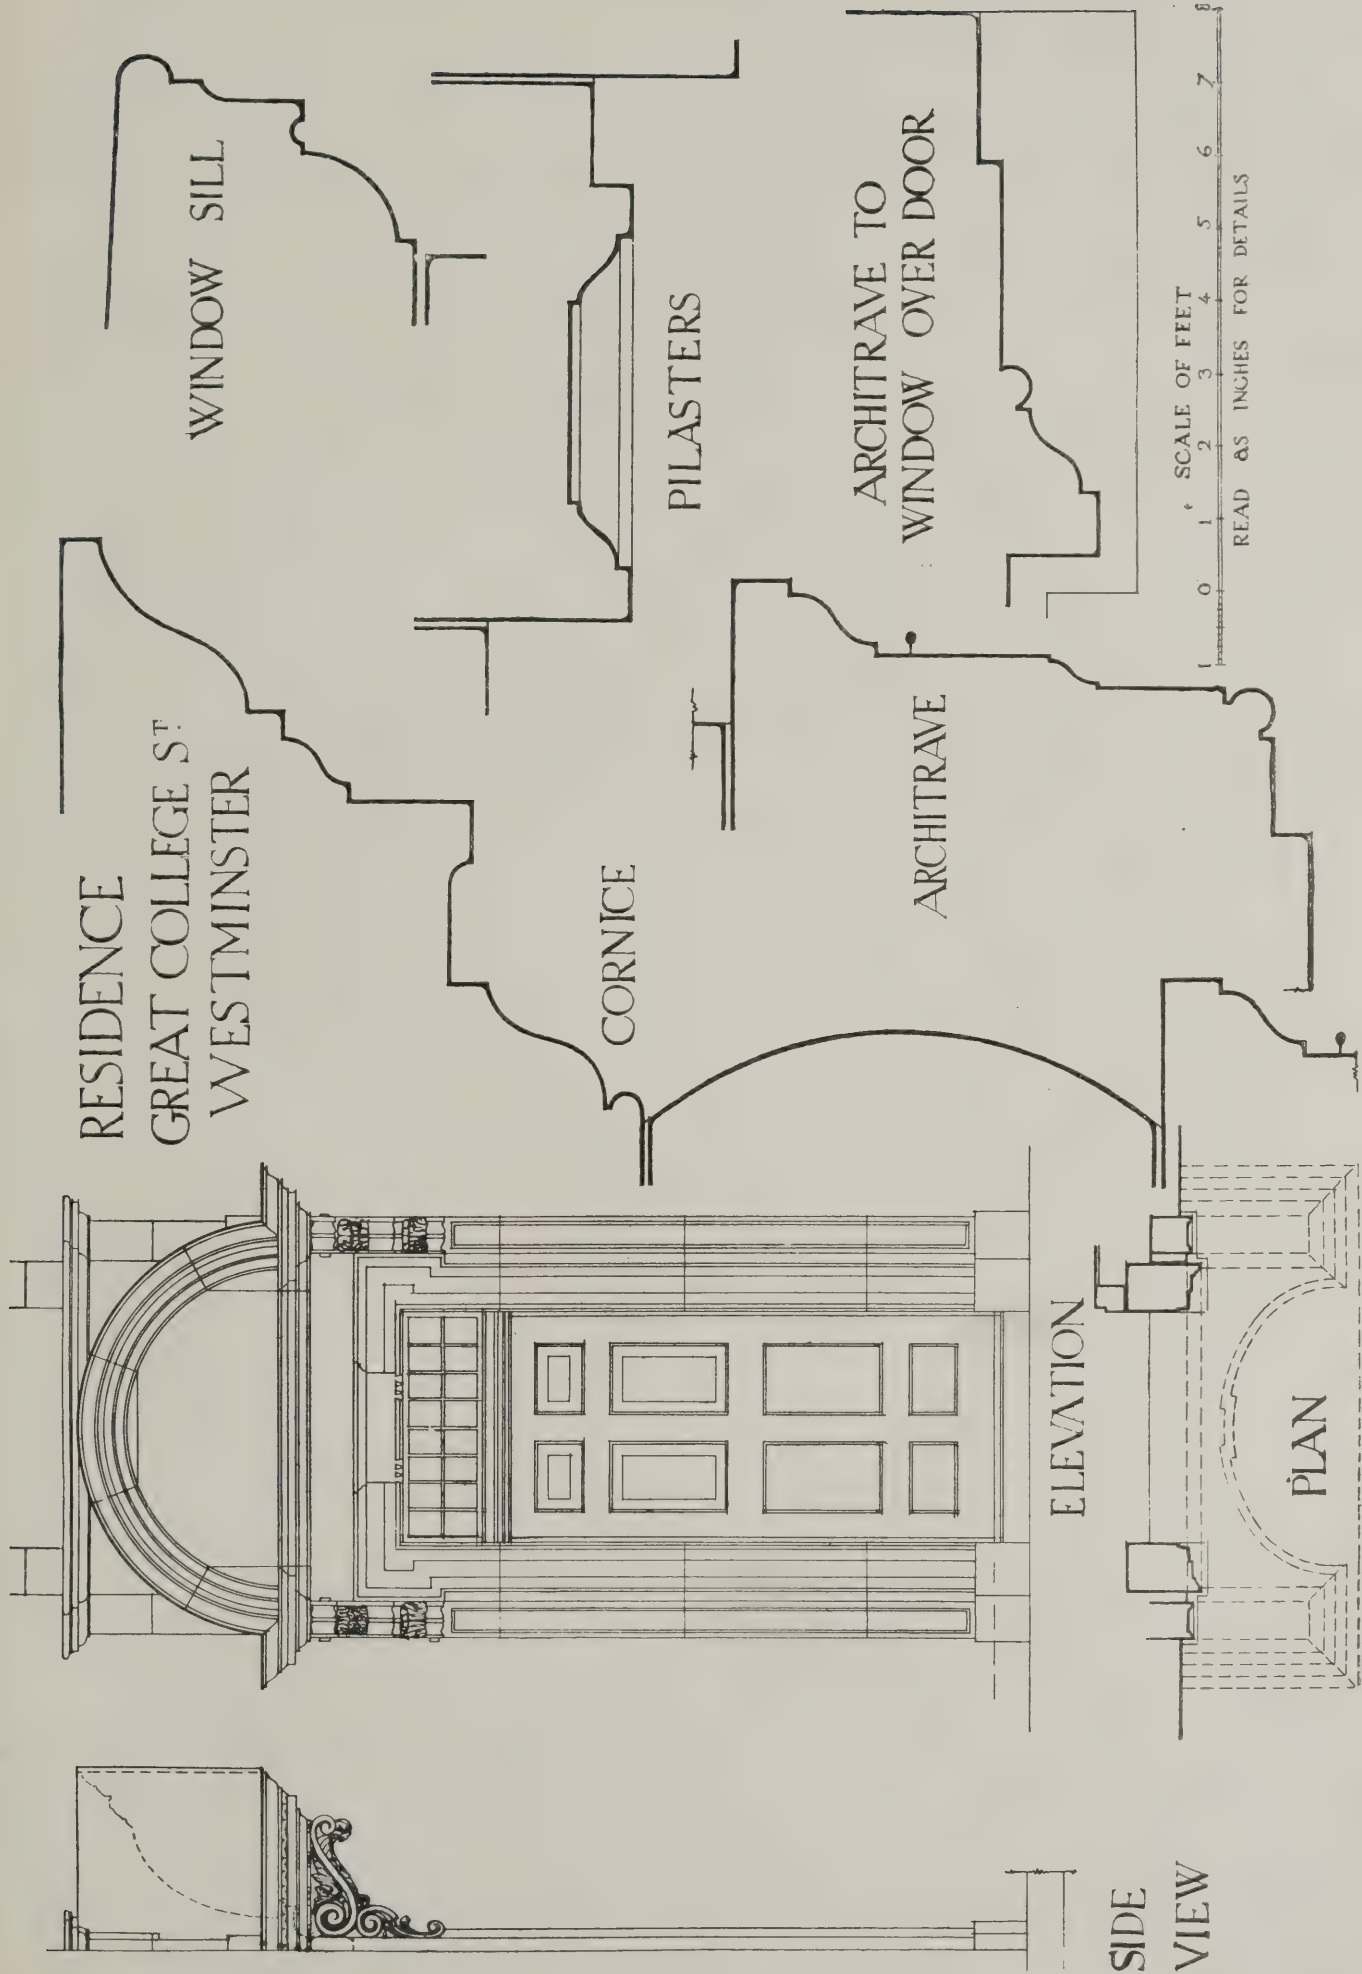 RESIDENCE
GREAT COLLEGE ST.
WESTMINSTER
WINDOW SILL
CORNICE
PILASTERS
ARCHITRAVE
ARCHITRAVE TO
WINDOW OVER DOOR
SIDE
VIEW
ELEVATION
PLAN
SCALE OF FEET
1 0 1 2 3 4 5 6 7 8
READ AS INCHES FOR DETAILS